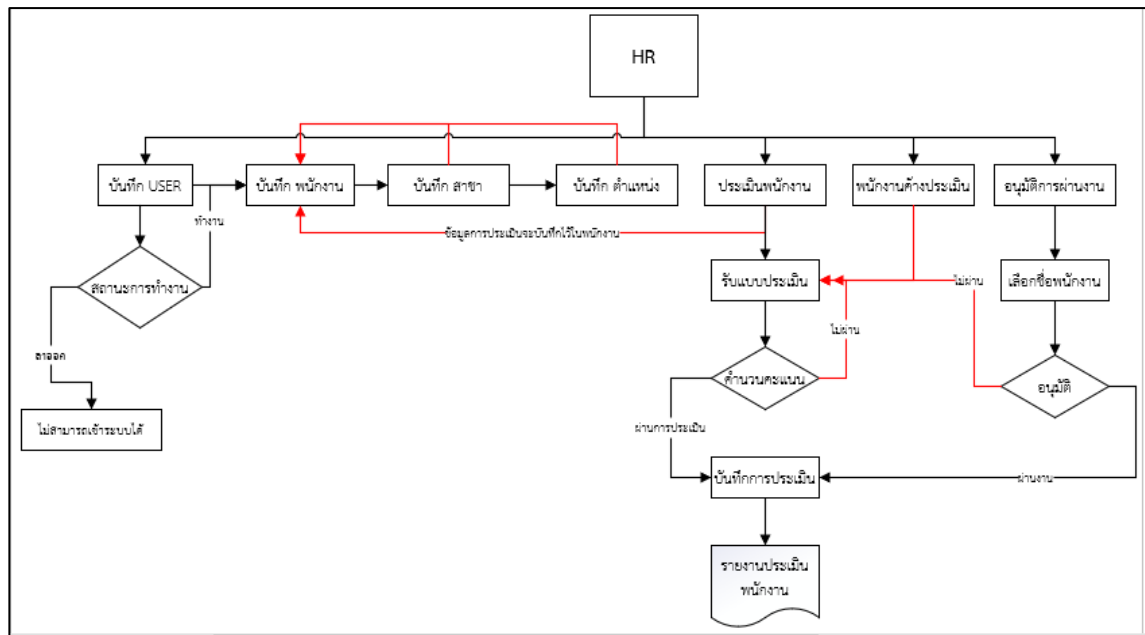 HR
บันทึก USER
บันทึก พนักงาน
บันทึก สาขา
บันทึก ตำแหน่ง
ประเมินพนักงาน
พนักงานค้างประเมิน
อนุมัติการผ่านงาน
ทำงาน
ข้อมูลการประเมินจะบันทึกไว้ในพนักงาน
สถานะการทำงาน
รับแบบประเมิน
ไม่ผ่าน
เลือกชื่อพนักงาน
ไม่ผ่าน
ลาออก
คำนวนคะแนน
อนุมัติ
ไม่สามารถเข้าระบบได้
ผ่านการประเมิน
บันทึกการประเมิน
ผ่านงาน
รายงานประเมิน
พนักงาน